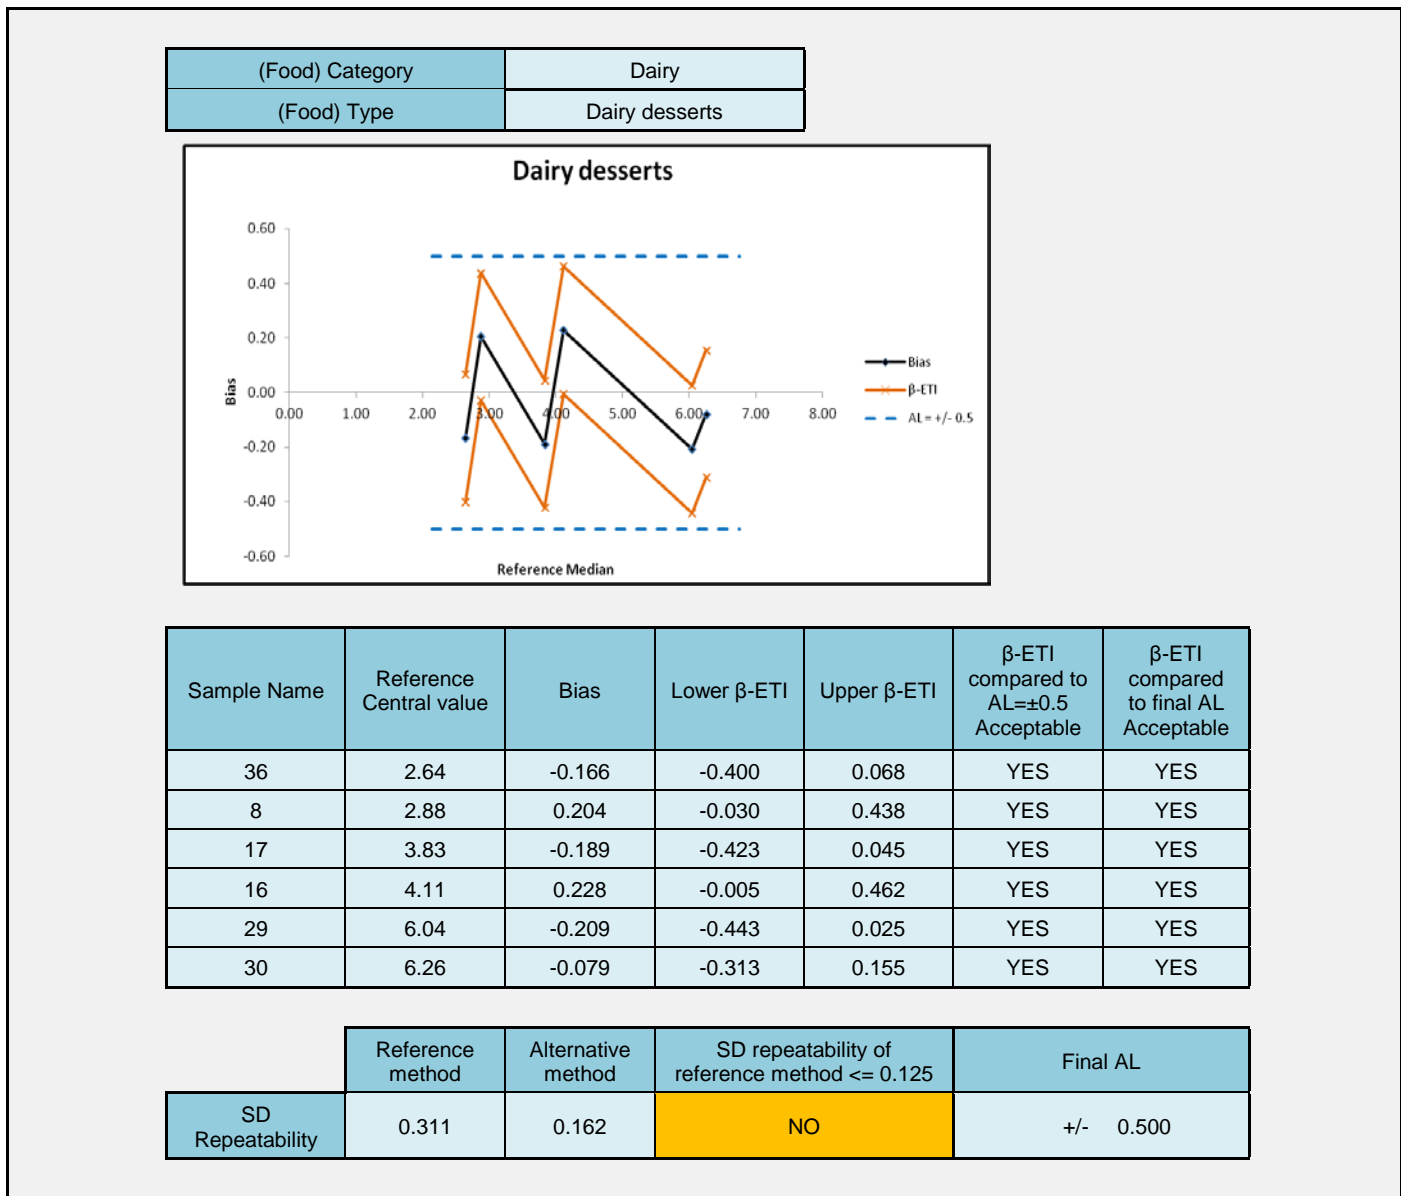 (Food) Category Dairy
(Food) Type Dairy desserts
Dairy desserts
0.60
0.40
0.20
0.00
-0.20
-0.40
-0.60
Bias
0.00 1.00 2.00 3.00 4.00 5.00 6.00 7.00 8.00
Reference Median
Bias
β-ETI
AL = +/- 0.5
Sample Name Reference Central value Bias Lower β-ETI Upper β-ETI β-ETI compared to AL=±0.5 Acceptable β-ETI compared to final AL Acceptable
36 2.64 -0.166 -0.400 0.068 YES YES
8 2.88 0.204 -0.030 0.438 YES YES
17 3.83 -0.189 -0.423 0.045 YES YES
16 4.11 0.228 -0.005 0.462 YES YES
29 6.04 -0.209 -0.443 0.025 YES YES
30 6.26 -0.079 -0.313 0.155 YES YES
Reference method Alternative method SD repeatability of reference method <= 0.125 Final AL
SD Repeatability 0.311 0.162 NO +/- 0.500